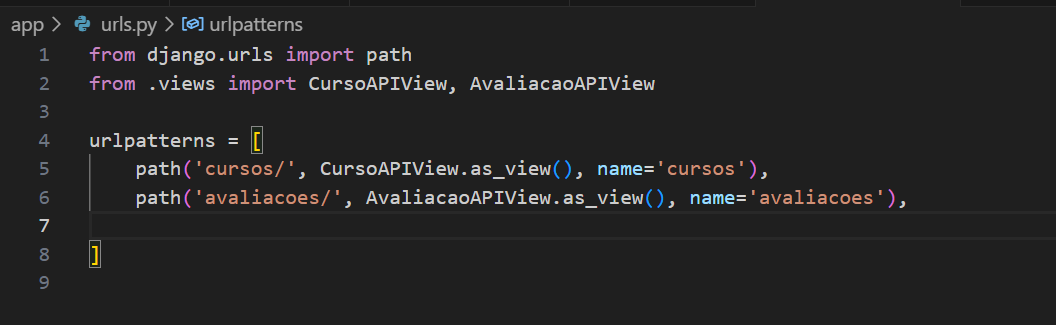 app > urls.py > urlpatterns
1 from django.urls import path
2 from .views import CursoAPIView, AvaliacaoAPIView
3
4 urlpatterns = [
5     path('cursos/', CursoAPIView.as_view(), name='cursos'),
6     path('avaliacoes/', AvaliacaoAPIView.as_view(), name='avaliacoes'),
7
8 ]
9